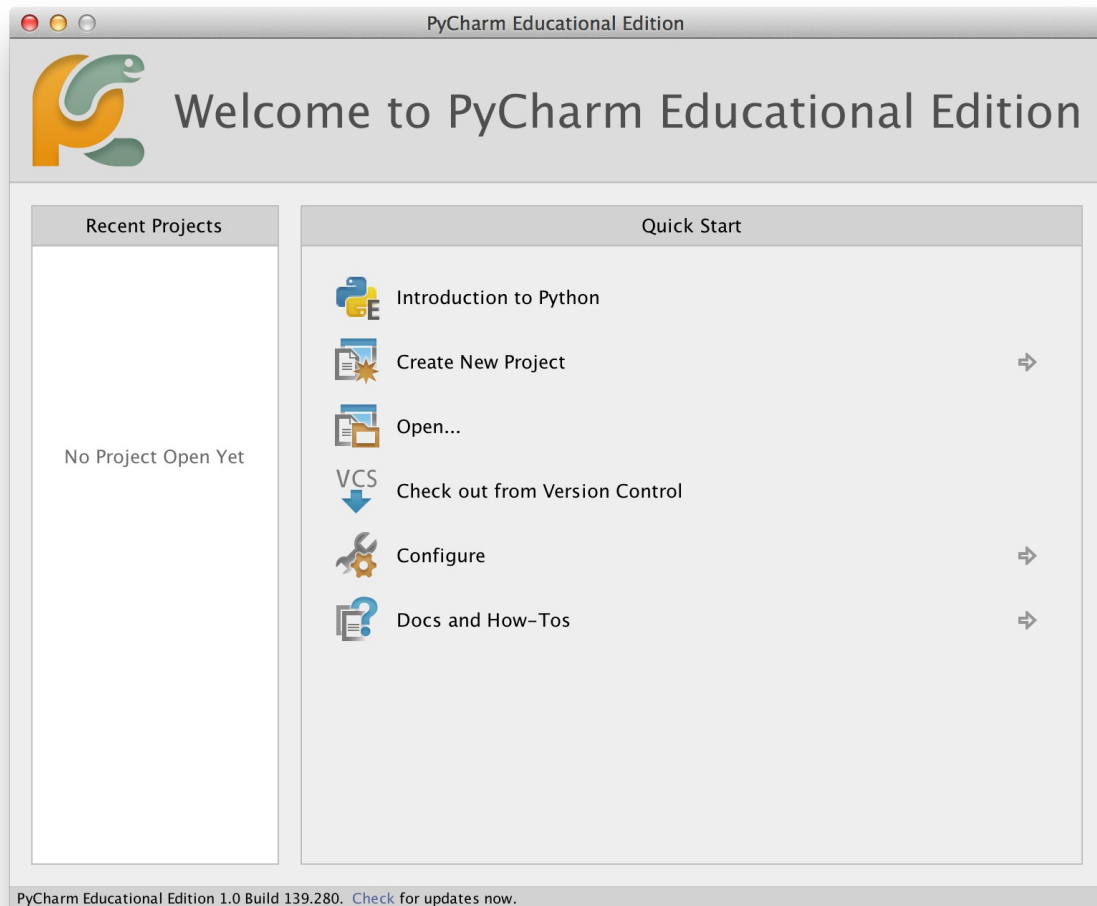 PyCharm Educational Edition
Welcome to PyCharm Educational Edition
Recent Projects
No Project Open Yet
Quick Start
Introduction to Python
Create New Project
Open...
VCS
Check out from Version Control
Configure
Docs and How-Tos
PyCharm Educational Edition 1.0 Build 139.280. Check for updates now.